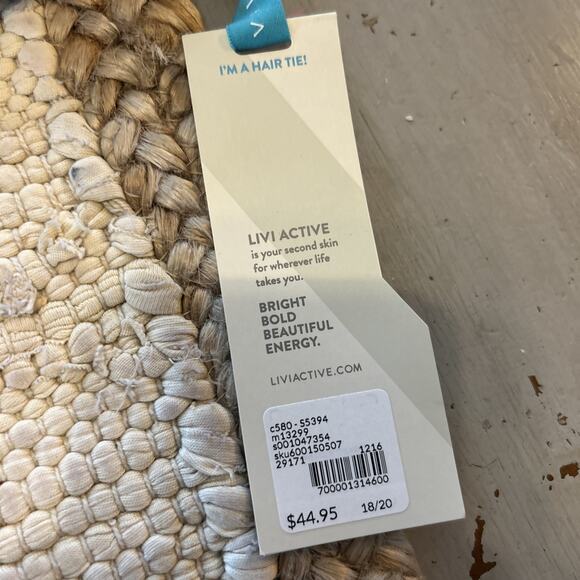 I'M A HAIR TIE!
LIVI ACTIVE
is your second skin
for wherever life
takes you.
BRIGHT
BOLD
BEAUTIFUL
ENERGY.
LIVIACTIVE.COM
c580 - S5394
m13299
s001047354
sku600150507
29171 1216
700001314600
$44.95 18/20